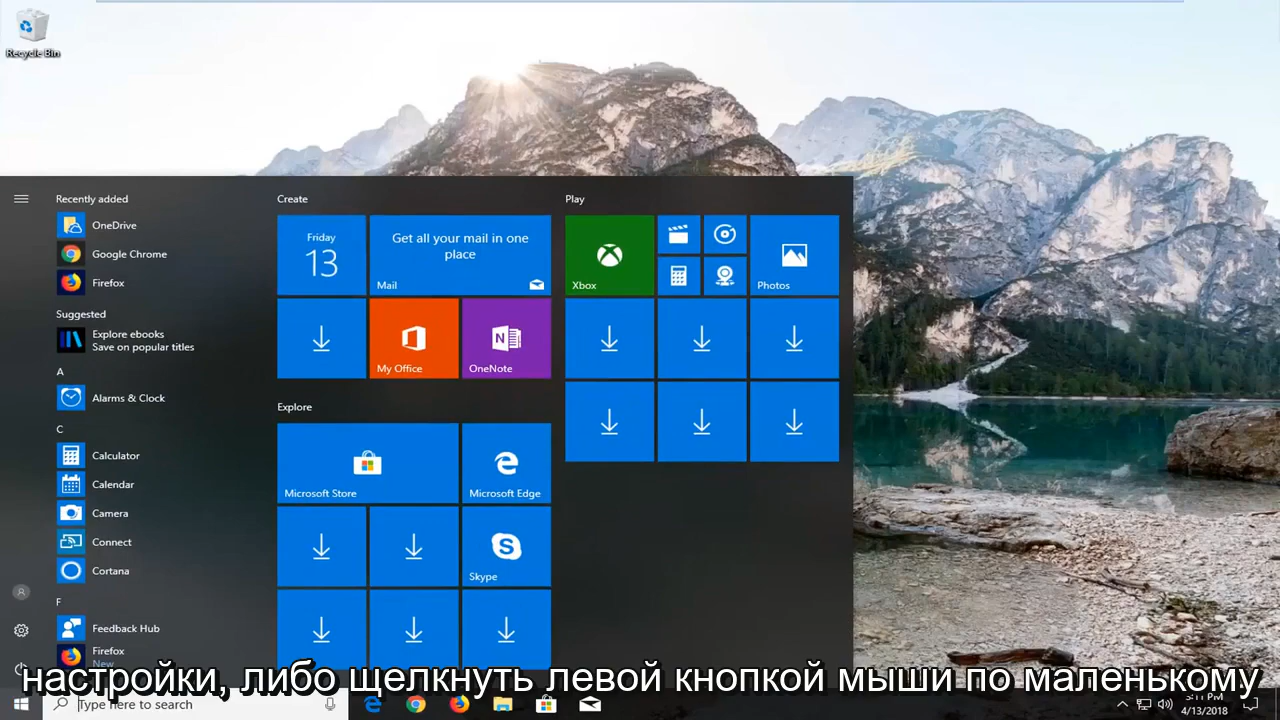 Recycle Bin
Recently added
OneDrive
Google Chrome
Firefox
Suggested
Explore ebooks
Save on popular titles
A
Alarms & Clock
C
Calculator
Calendar
Camera
Connect
Cortana
F
Feedback Hub
Firefox
New
Create
Friday
13
Get all your mail in one
place
Mail
My Office
OneNote
Explore
Microsoft Store
Microsoft Edge
Skype
Play
Xbox
Photos
настройки, либо щелкнуть левой кнопкой мыши по маленькому
Type here to search
5:11 PM
4/13/2018